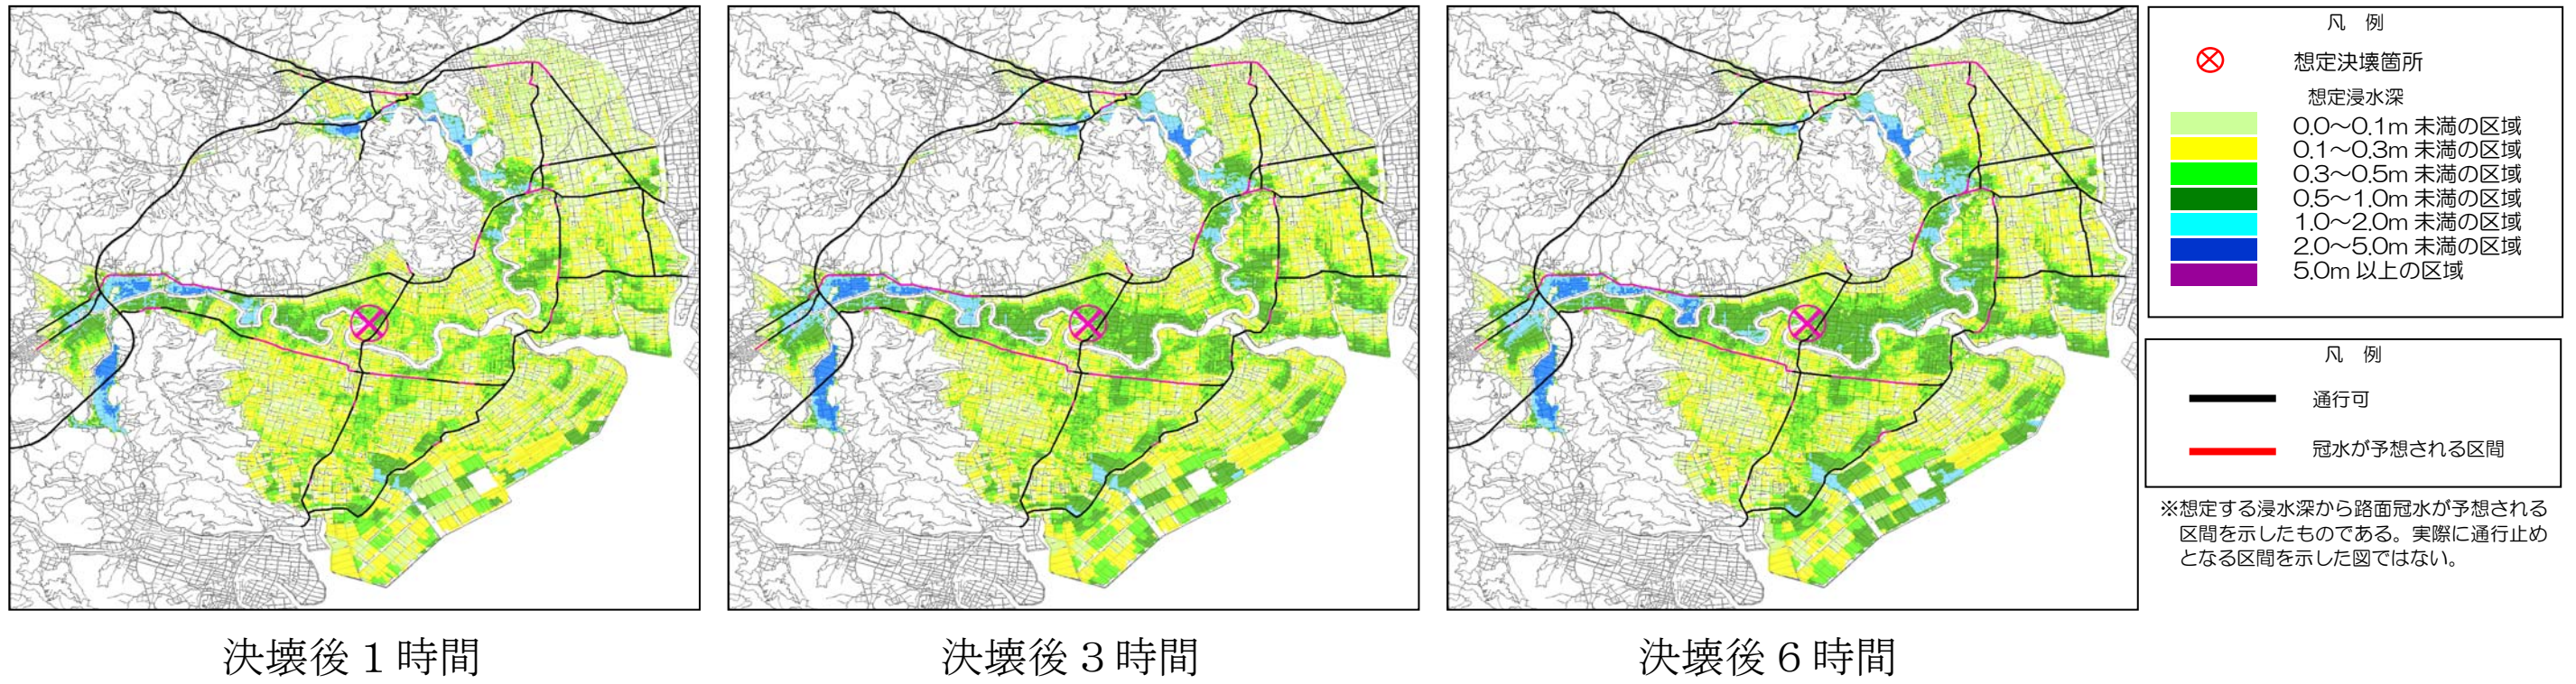 凡 例
想定決壊箇所
想定浸水深
0.0～0.1m 未満の区域
0.1～0.3m 未満の区域
0.3～0.5m 未満の区域
0.5～1.0m 未満の区域
1.0～2.0m 未満の区域
2.0～5.0m 未満の区域
5.0m 以上の区域
凡 例
通行可
冠水が予想される区間
※想定する浸水深から路面冠水が予想される
区間を示したものである。実際に通行止め
となる区間を示した図ではない。
決壊後１時間
決壊後３時間
決壊後６時間